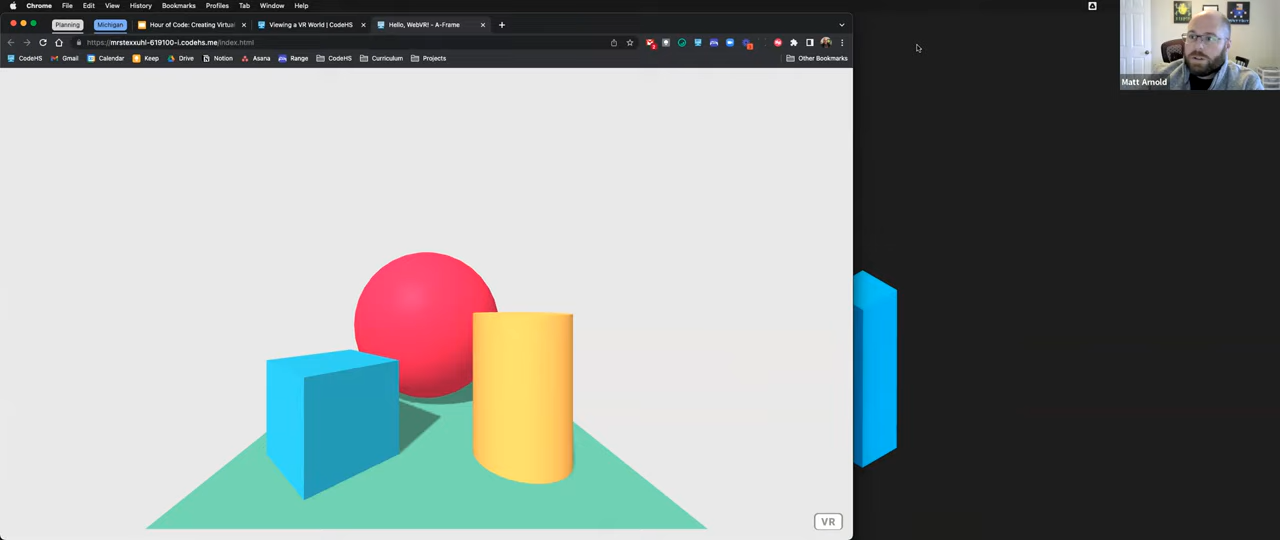 Chrome File Edit View History Bookmarks Profiles Tab Window Help
Planning Michigan Hour of Code: Creating Virtual Viewing a VR World | CodeHS Hello, WebVR! – A-Frame
https://mrstexxuhl-619100-i.codehs.me/index.html
CodeHS Gmail Calendar Keep Drive Notion Asana Range CodeHS Curriculum Projects Other Bookmarks
Matt Arnold
VR